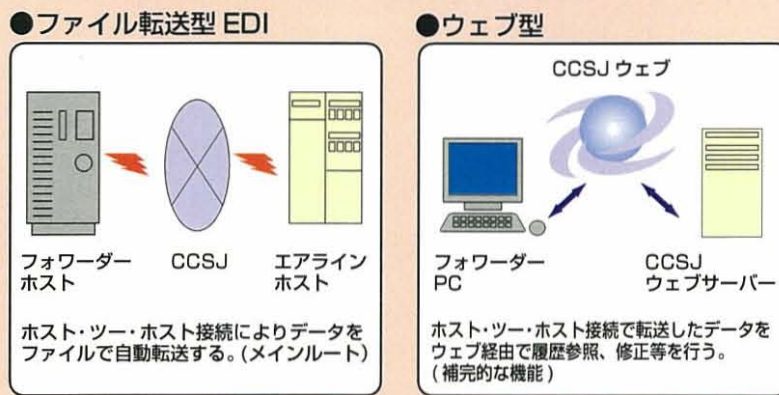 ●ファイル転送型 EDI
フォワーダー
ホスト
CCSJ
エアライン
ホスト
ホスト・ツー・ホスト接続によりデータを
ファイルで自動転送する。(メインルート)
●ウェブ型
CCSJ ウェブ
フォワーダー
PC
CCSJ
ウェブサーバー
ホスト・ツー・ホスト接続で転送したデータを
ウェブ経由で履歴参照、修正等を行う。
(補完的な機能)